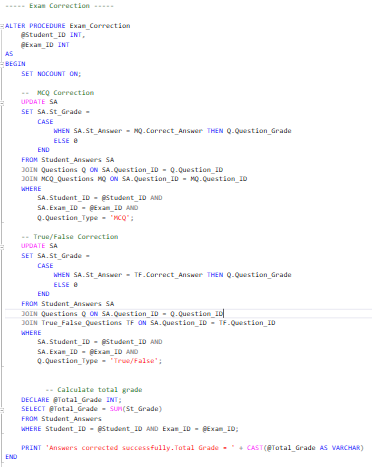 ----- Exam Correction -----
ALTER PROCEDURE Exam_Correction
@Student_ID INT,
@Exam_ID INT
AS
BEGIN
SET NOCOUNT ON;
-- MCQ Correction
UPDATE SA
SET SA.St_Grade =
CASE
WHEN SA.St_Answer = MQ.Correct_Answer THEN Q.Question_Grade
ELSE 0
END
FROM Student_Answers SA
JOIN Questions Q ON SA.Question_ID = Q.Question_ID
JOIN MCQ_Questions MQ ON SA.Question_ID = MQ.Question_ID
WHERE
SA.Student_ID = @Student_ID AND
SA.Exam_ID = @Exam_ID AND
Q.Question_Type = 'MCQ';
-- True/False Correction
UPDATE SA
SET SA.St_Grade =
CASE
WHEN SA.St_Answer = TF.Correct_Answer THEN Q.Question_Grade
ELSE 0
END
FROM Student_Answers SA
JOIN Questions Q ON SA.Question_ID = Q.Question_ID
JOIN True_False_Questions TF ON SA.Question_ID = TF.Question_ID
WHERE
SA.Student_ID = @Student_ID AND
SA.Exam_ID = @Exam_ID AND
Q.Question_Type = 'True/False';
-- Calculate total grade
DECLARE @Total_Grade INT;
SELECT @Total_Grade = SUM(St_Grade)
FROM Student_Answers
WHERE Student_ID = @Student_ID AND Exam_ID = @Exam_ID;
PRINT 'Answers corrected successfully.Total Grade = ' + CAST(@Total_Grade AS VARCHAR)
END